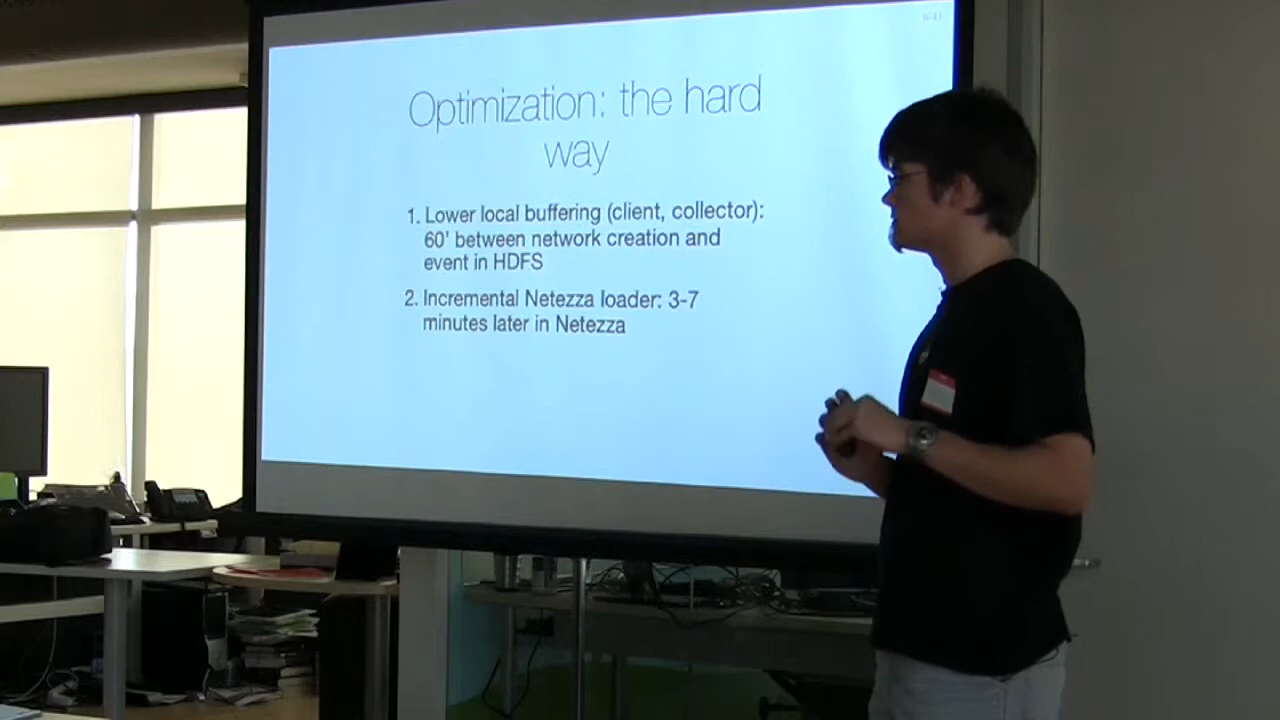 Optimization: the hard
way
1. Lower local buffering (client, collector):
60' between network creation and
event in HDFS
2. Incremental Netezza loader: 3-7
minutes later in Netezza